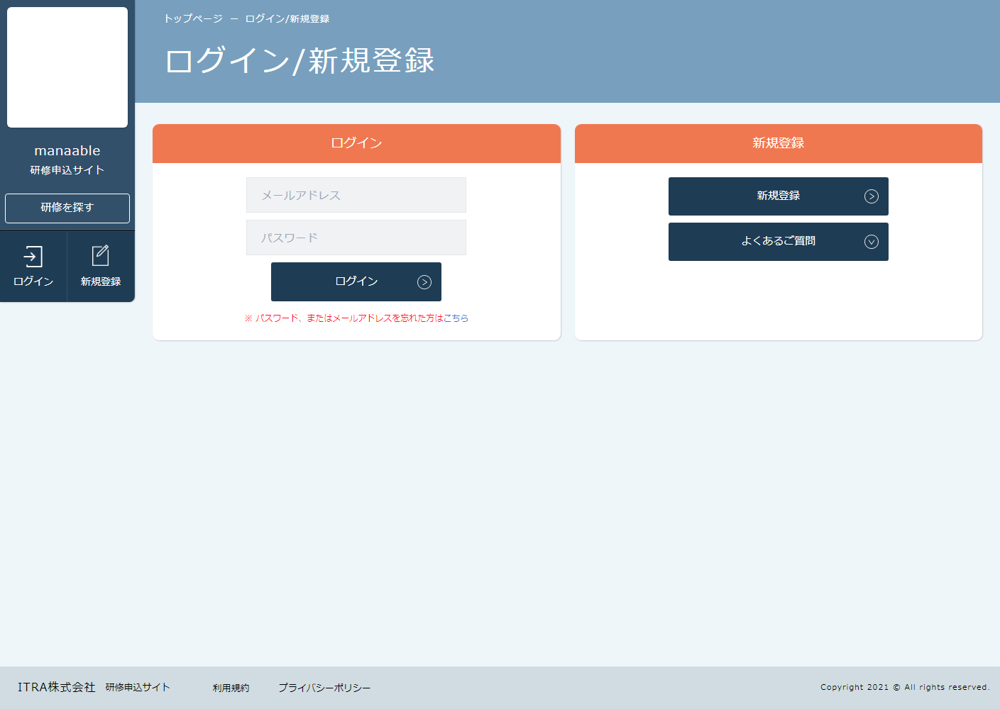 トップページ － ログイン/新規登録
ログイン/新規登録
manaable
研修申込サイト
研修を探す
ログイン
新規登録
ログイン
メールアドレス
パスワード
ログイン
※ パスワード、またはメールアドレスを忘れた方はこちら
新規登録
新規登録
よくあるご質問
ITRA株式会社 研修申込サイト 利用規約 プライバシーポリシー Copyright 2021 © All rights reserved.